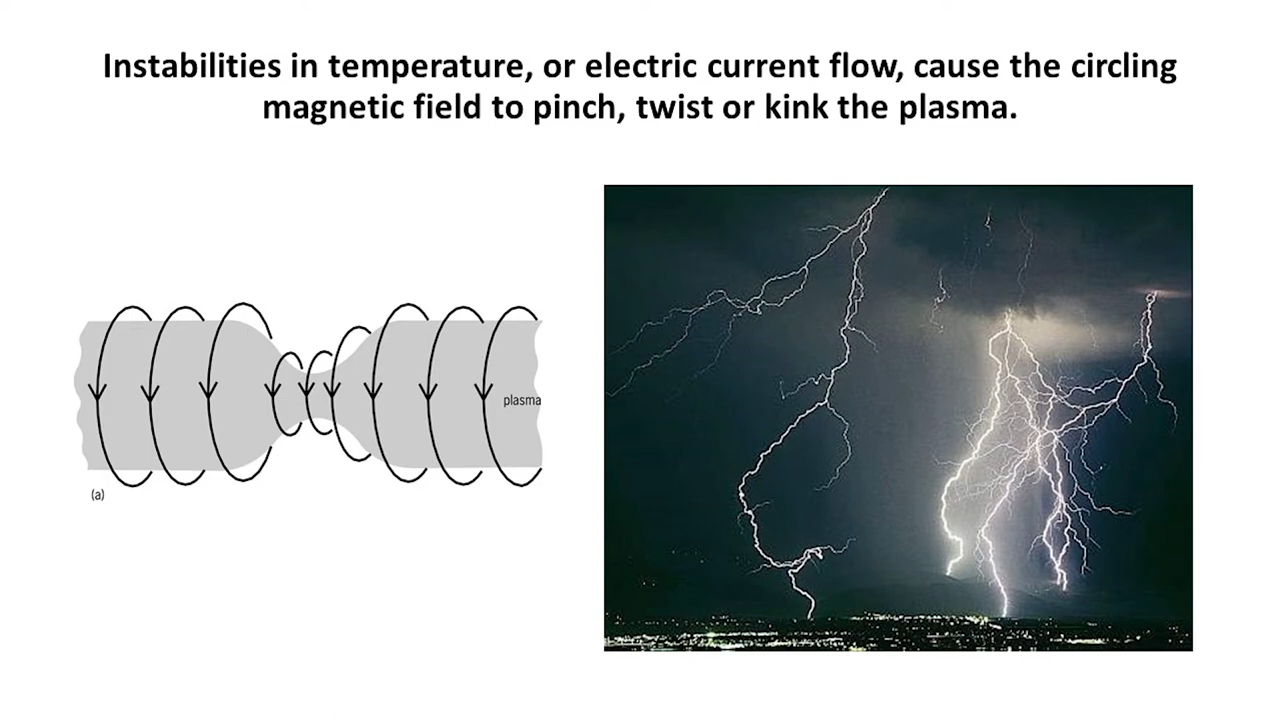 Instabilities in temperature, or electric current flow, cause the circling
magnetic field to pinch, twist or kink the plasma.
plasma
(a)